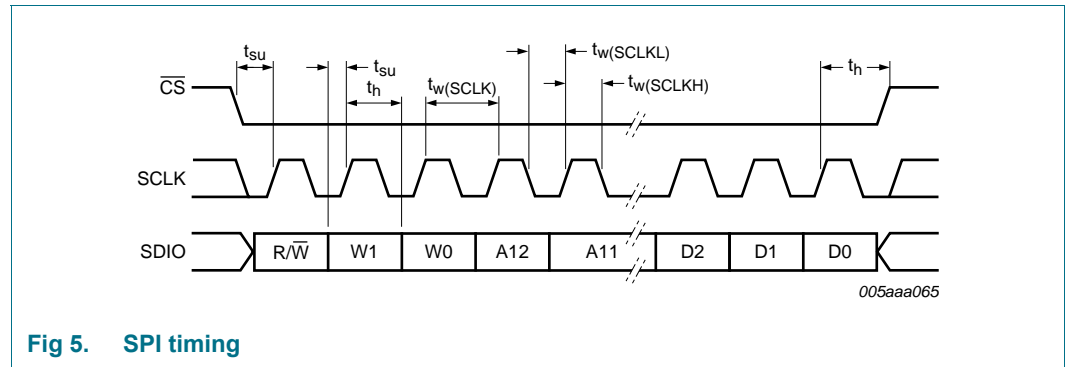 tsu tsu tw(SCLKL) th
th tw(SCLK) tw(SCLKH)
CS
SCLK
SDIO R/W W1 W0 A12 A11 D2 D1 D0
005aaa065
Fig 5. SPI timing